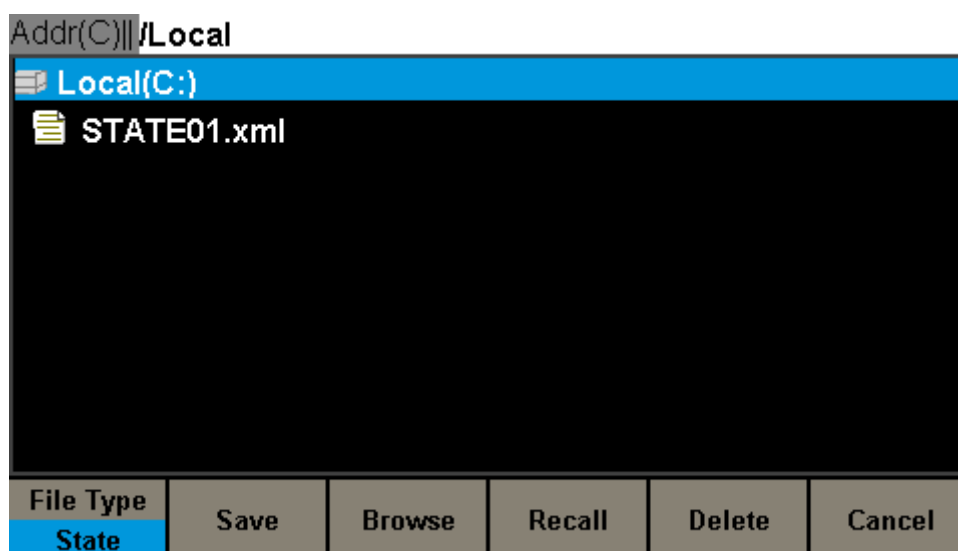 Addr(C)|| /Local
Local(C:)
STATE01.xml
File Type
State
Save
Browse
Recall
Delete
Cancel